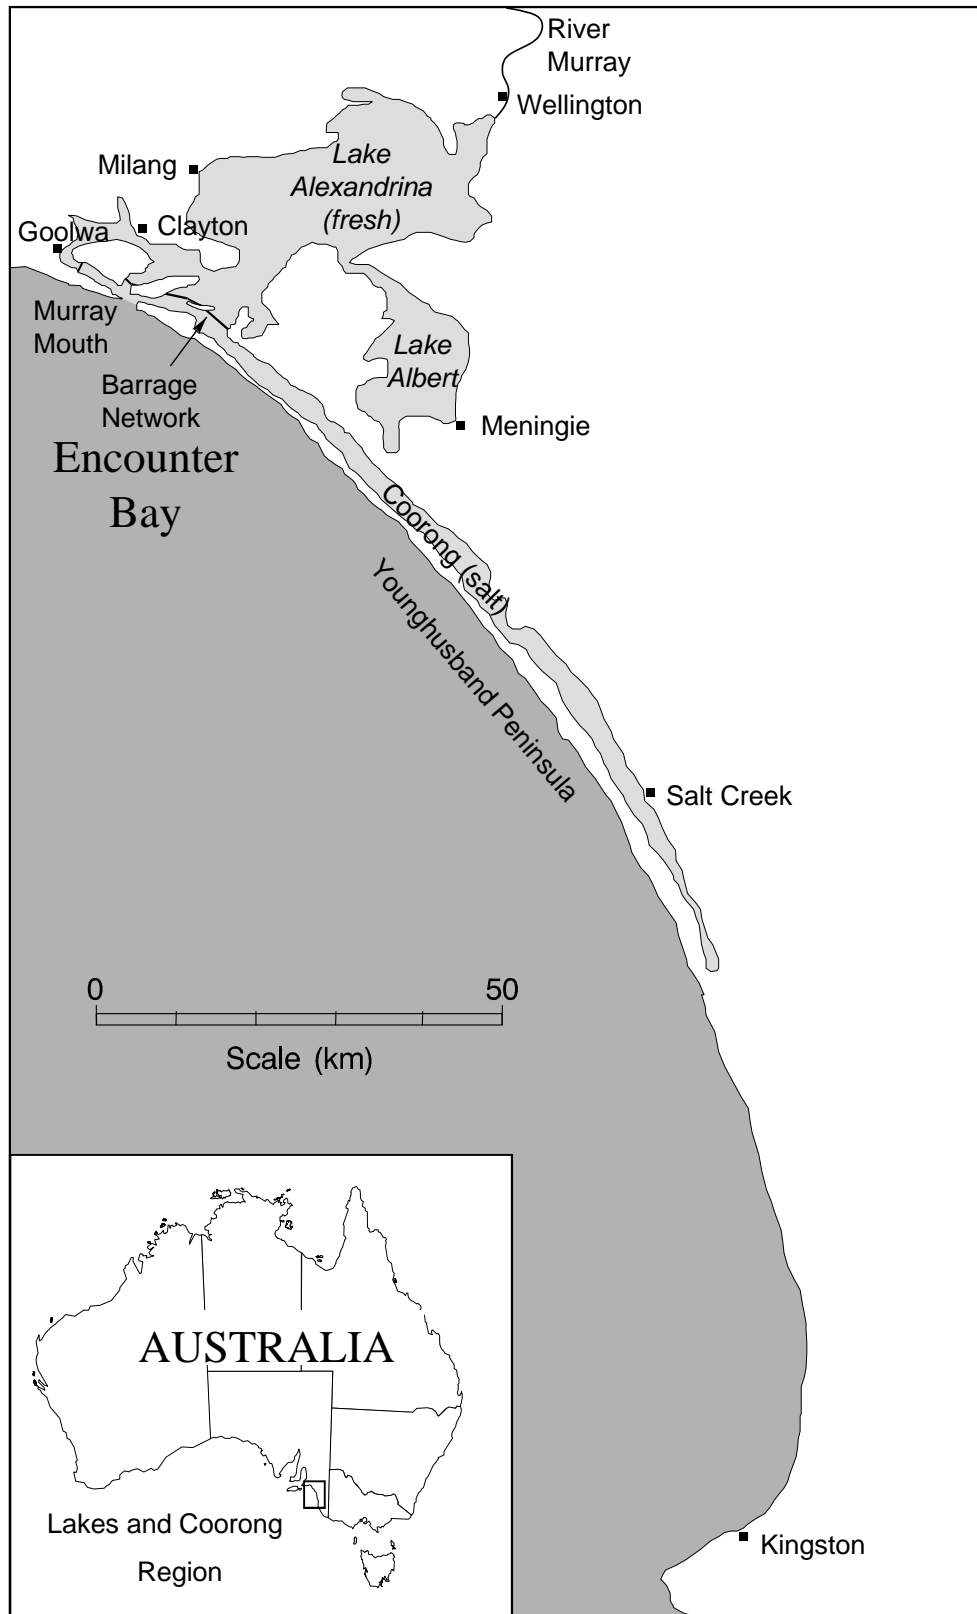 River
Murray
Wellington
Milang
Lake
Alexandrina
(fresh)
Clayton
Goolwa
Murray
Mouth
Lake
Albert
Barrage
Network
Meningie
Encounter
Bay
Coorong (salt)
Younghusband Peninsula
Salt Creek
0 50
Scale (km)
AUSTRALIA
Lakes and Coorong
Region
Kingston